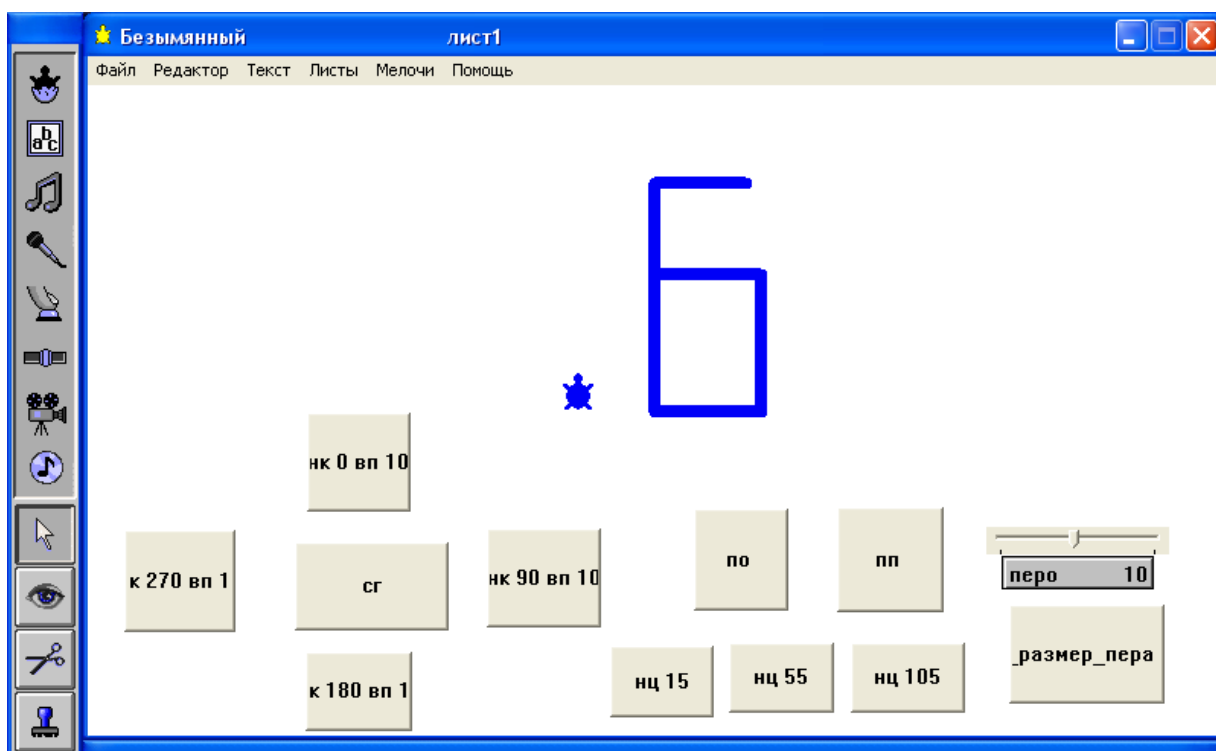 Безымянный лист1
Файл Редактор Текст Листы Мелочи Помощь
abc
Б
нк 0 вп 10
к 270 вп 1
сг
нк 90 вп 10
по
пп
перо 10
к 180 вп 1
нц 15
нц 55
нц 105
_размер_пера